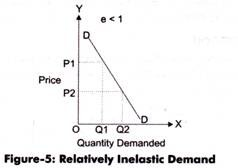 Y
e < 1
D
P1
Price
P2
D
O Q1 Q2 X
Quantity Demanded
Figure-5: Relatively Inelastic Demand